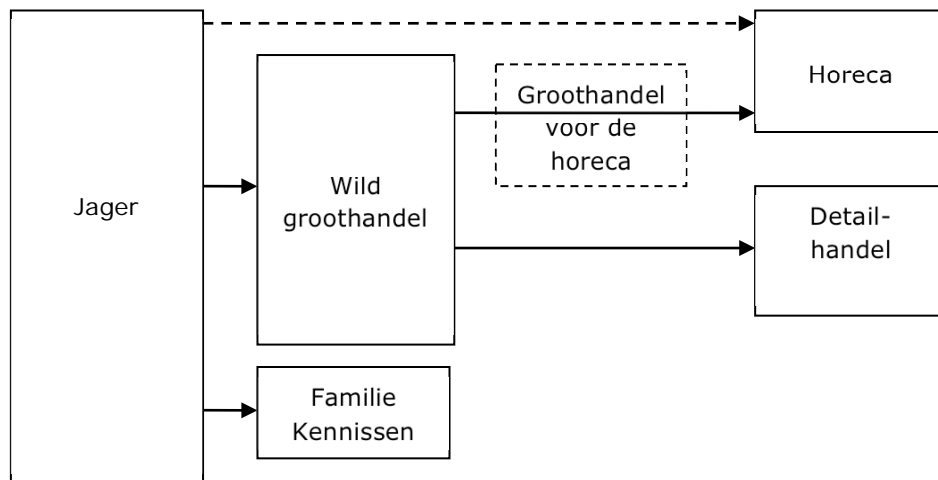 Jager
Wild
groothandel
Familie
Kennissen
Groothandel
voor de
horeca
Horeca
Detail-
handel